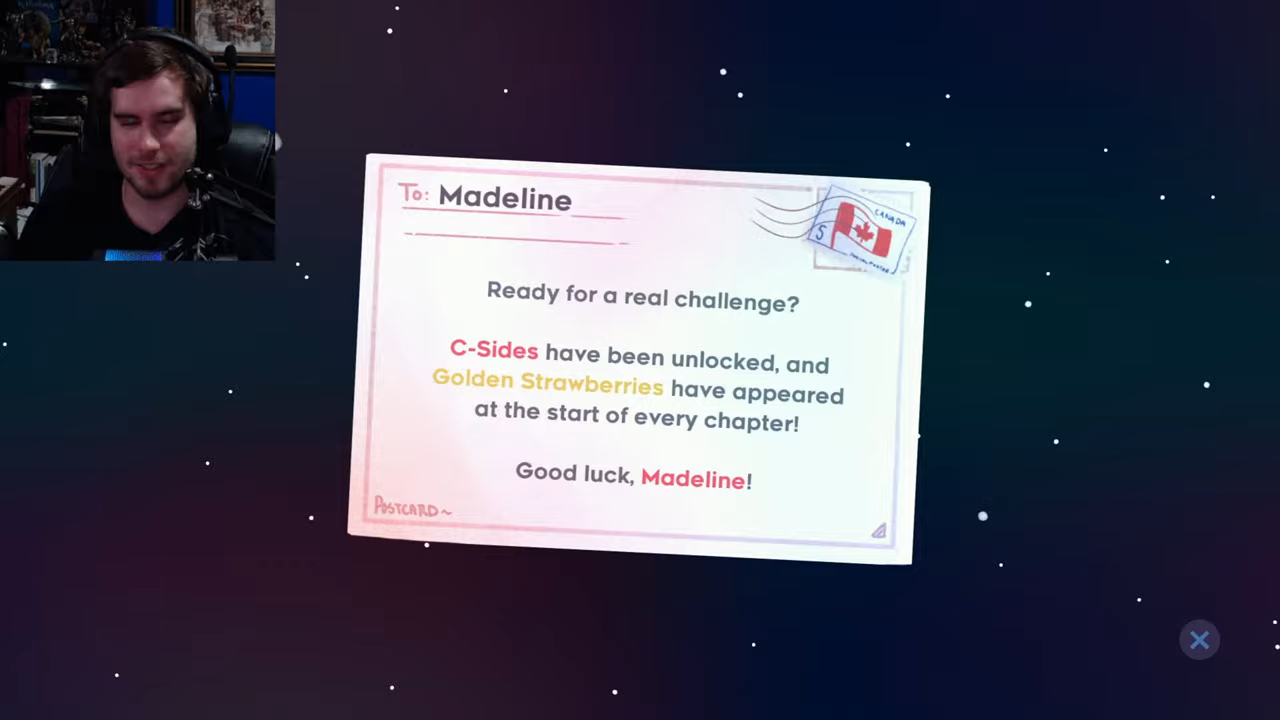 To: Madeline
CANADA
5
Ready for a real challenge?
C-Sides have been unlocked, and
Golden Strawberries have appeared
at the start of every chapter!
Good luck, Madeline!
POSTCARD~